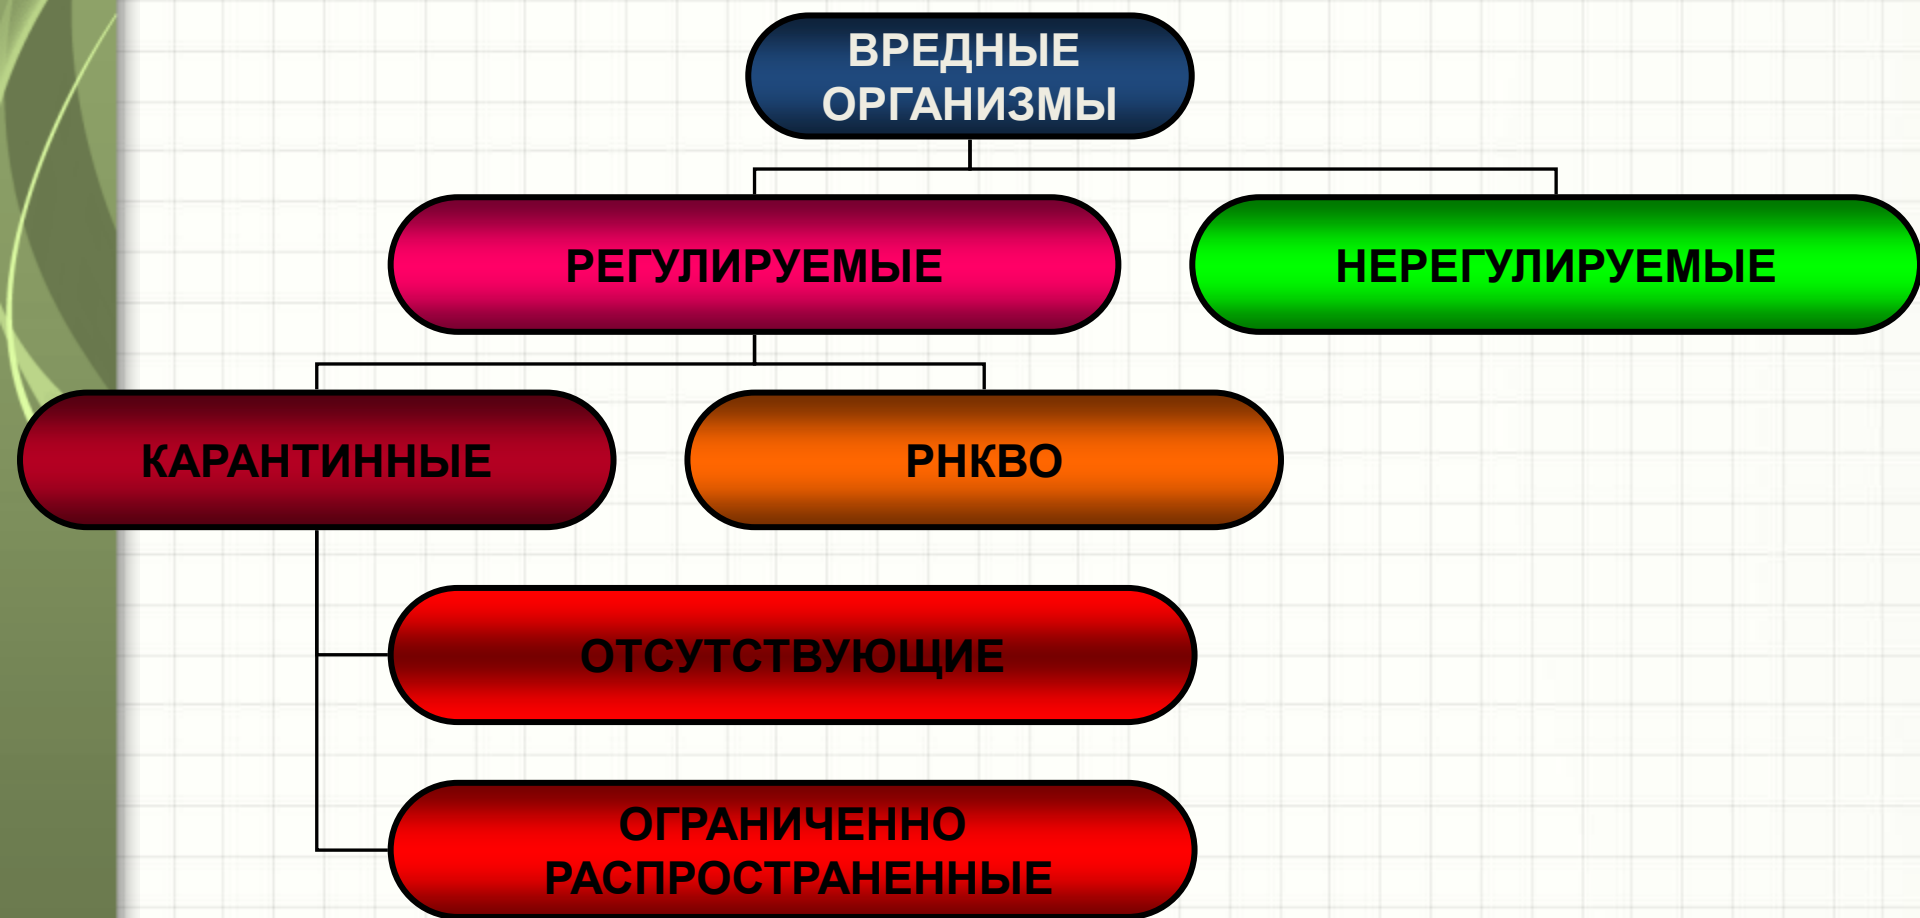 ВРЕДНЫЕ
ОРГАНИЗМЫ
РЕГУЛИРУЕМЫЕ
НЕРЕГУЛИРУЕМЫЕ
КАРАНТИННЫЕ
РНКВО
ОТСУТСТВУЮЩИЕ
ОГРАНИЧЕННО
РАСПРОСТРАНЕННЫЕ